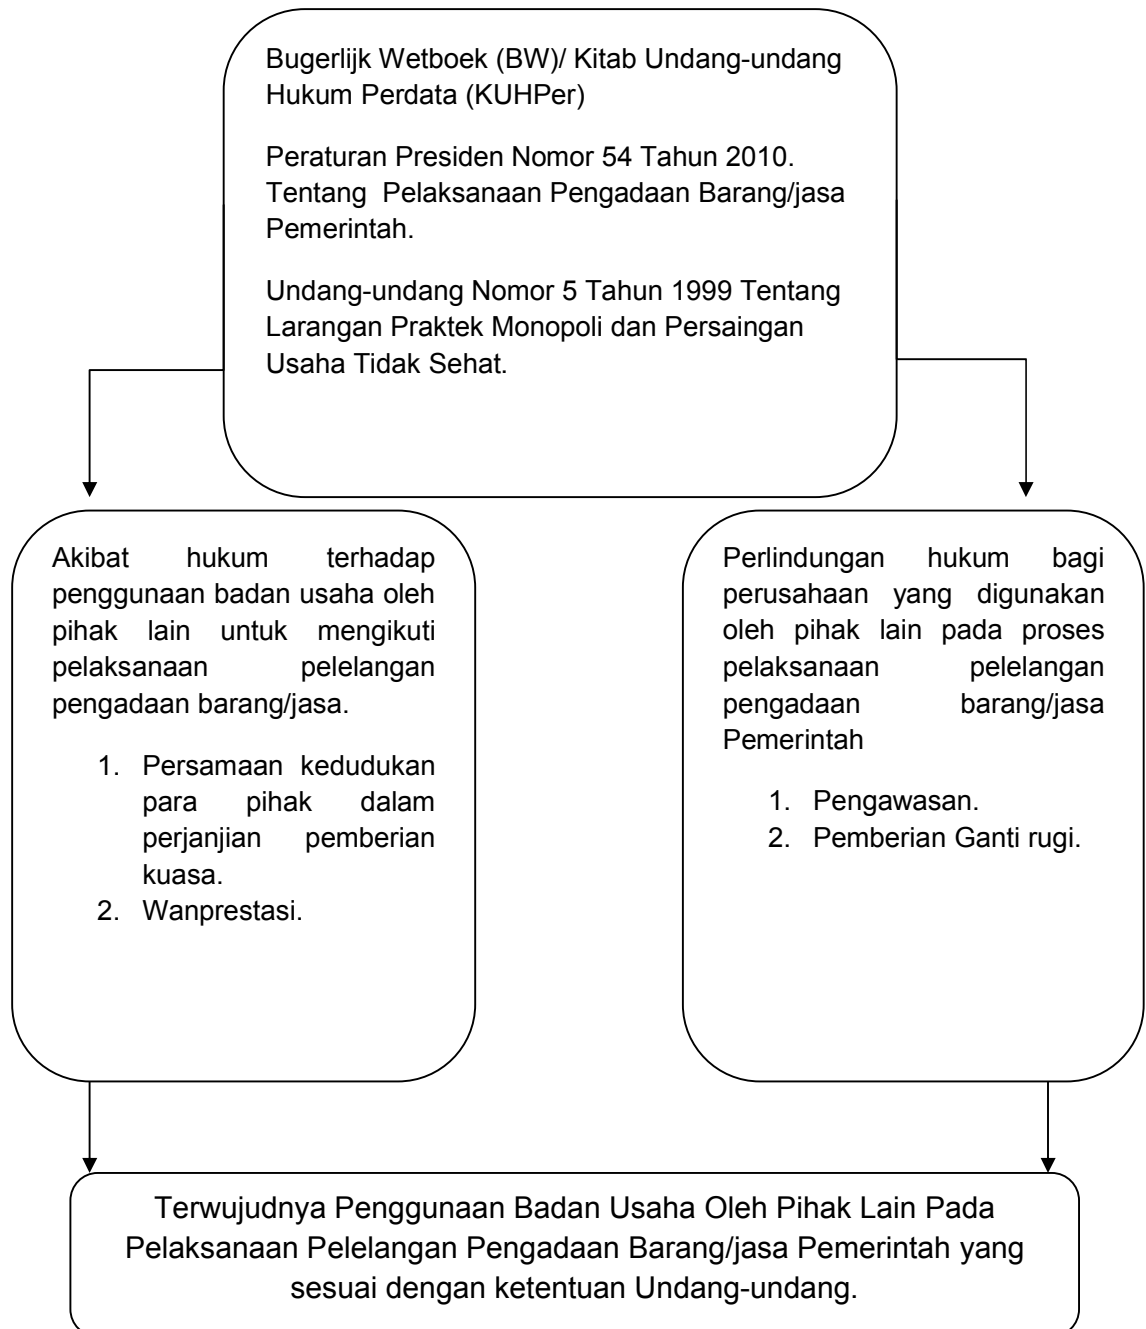 Bugerlijk Wetboek (BW)/ Kitab Undang-undang
Hukum Perdata (KUHPer)
Peraturan Presiden Nomor 54 Tahun 2010.
Tentang Pelaksanaan Pengadaan Barang/jasa
Pemerintah.
Undang-undang Nomor 5 Tahun 1999 Tentang
Larangan Praktek Monopoli dan Persaingan
Usaha Tidak Sehat.
Akibat hukum terhadap
penggunaan badan usaha oleh
pihak lain untuk mengikuti
pelaksanaan pelelangan
pengadaan barang/jasa.
1. Persamaan kedudukan
para pihak dalam
perjanjian pemberian
kuasa.
2. Wanprestasi.
Perlindungan hukum bagi
perusahaan yang digunakan
oleh pihak lain pada proses
pelaksanaan pelelangan
pengadaan barang/jasa
Pemerintah
1. Pengawasan.
2. Pemberian Ganti rugi.
Terwujudnya Penggunaan Badan Usaha Oleh Pihak Lain Pada
Pelaksanaan Pelelangan Pengadaan Barang/jasa Pemerintah yang
sesuai dengan ketentuan Undang-undang.